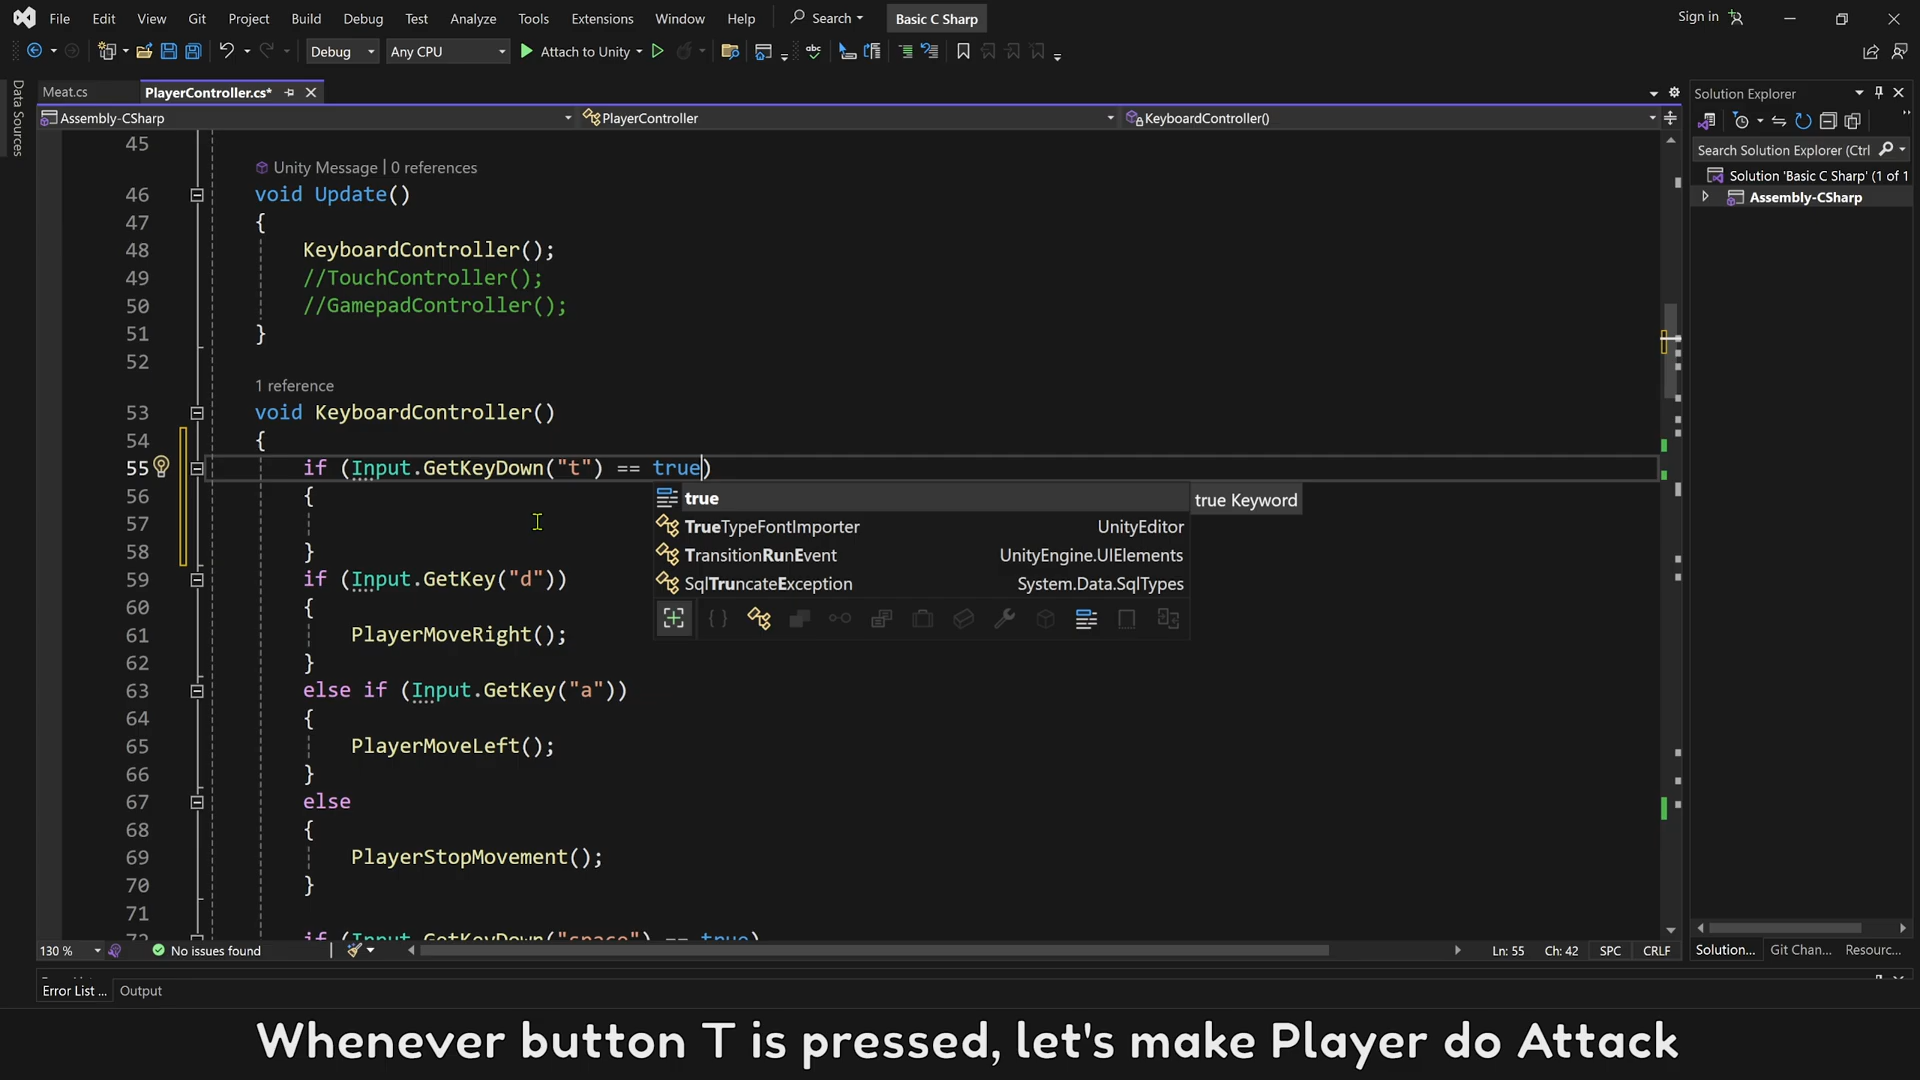 File Edit View Git Project Build Debug Test Analyze Tools Extensions Window Help Search Basic C Sharp Sign in
Debug Any CPU Attach to Unity
Data Sources
Meat.cs PlayerController.cs*
Assembly-CSharp PlayerController KeyboardController()
45
Unity Message | 0 references
46 void Update()
47 {
48 KeyboardController();
49 //TouchController();
50 //GamepadController();
51 }
52
1 reference
53 void KeyboardController()
54 {
55 if (Input.GetKeyDown("t") == true)
56 {
57
58 }
59 if (Input.GetKey("d"))
60 {
61 PlayerMoveRight();
62 }
63 else if (Input.GetKey("a"))
64 {
65 PlayerMoveLeft();
66 }
67 else
68 {
69 PlayerStopMovement();
70 }
71
72 if (Input.GetKeyDown("space") == true)
true true Keyword
TrueTypeFontImporter UnityEditor
TransitionRunEvent UnityEngine.UIElements
SqlTruncateException System.Data.SqlTypes
130 % No issues found Ln: 55 Ch: 42 SPC CRLF
Error List ... Output
Solution Explorer
Search Solution Explorer (Ctrl
Solution 'Basic C Sharp' (1 of 1
Assembly-CSharp
Solution... Git Chan... Resourc...
Whenever button T is pressed, let's make Player do Attack